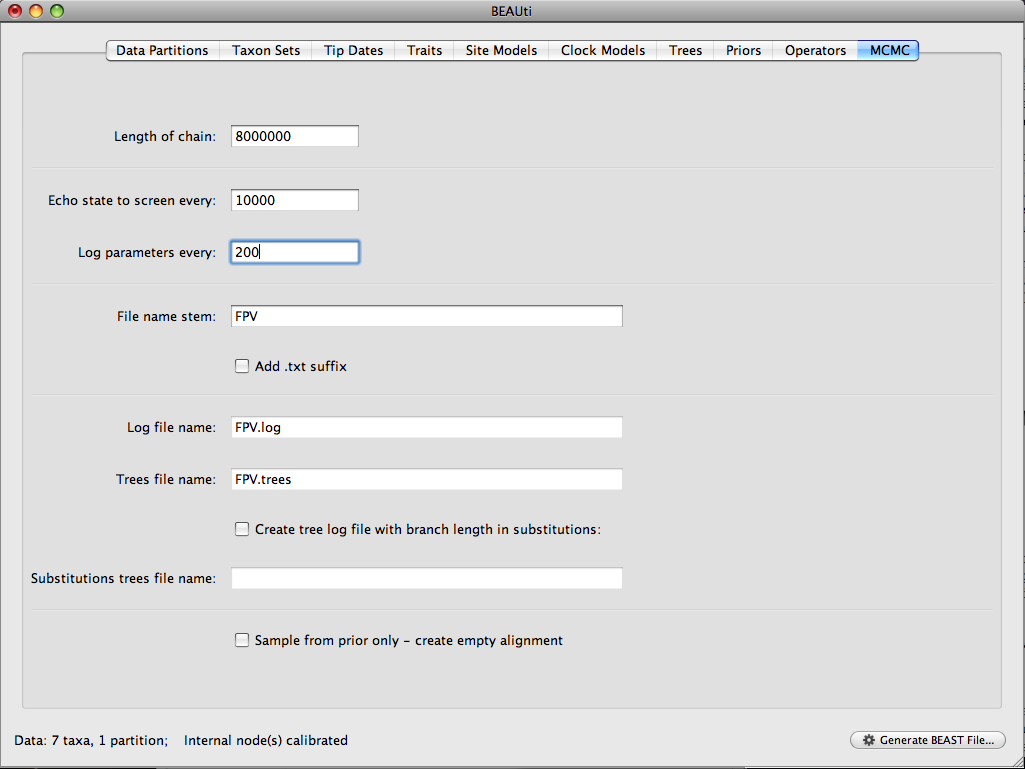 BEAUti
Data Partitions Taxon Sets Tip Dates Traits Site Models Clock Models Trees Priors Operators MCMC
Length of chain: 8000000
Echo state to screen every: 10000
Log parameters every: 200
File name stem: FPV
Add .txt suffix
Log file name: FPV.log
Trees file name: FPV.trees
Create tree log file with branch length in substitutions:
Substitutions trees file name:
Sample from prior only – create empty alignment
Data: 7 taxa, 1 partition; Internal node(s) calibrated Generate BEAST File...